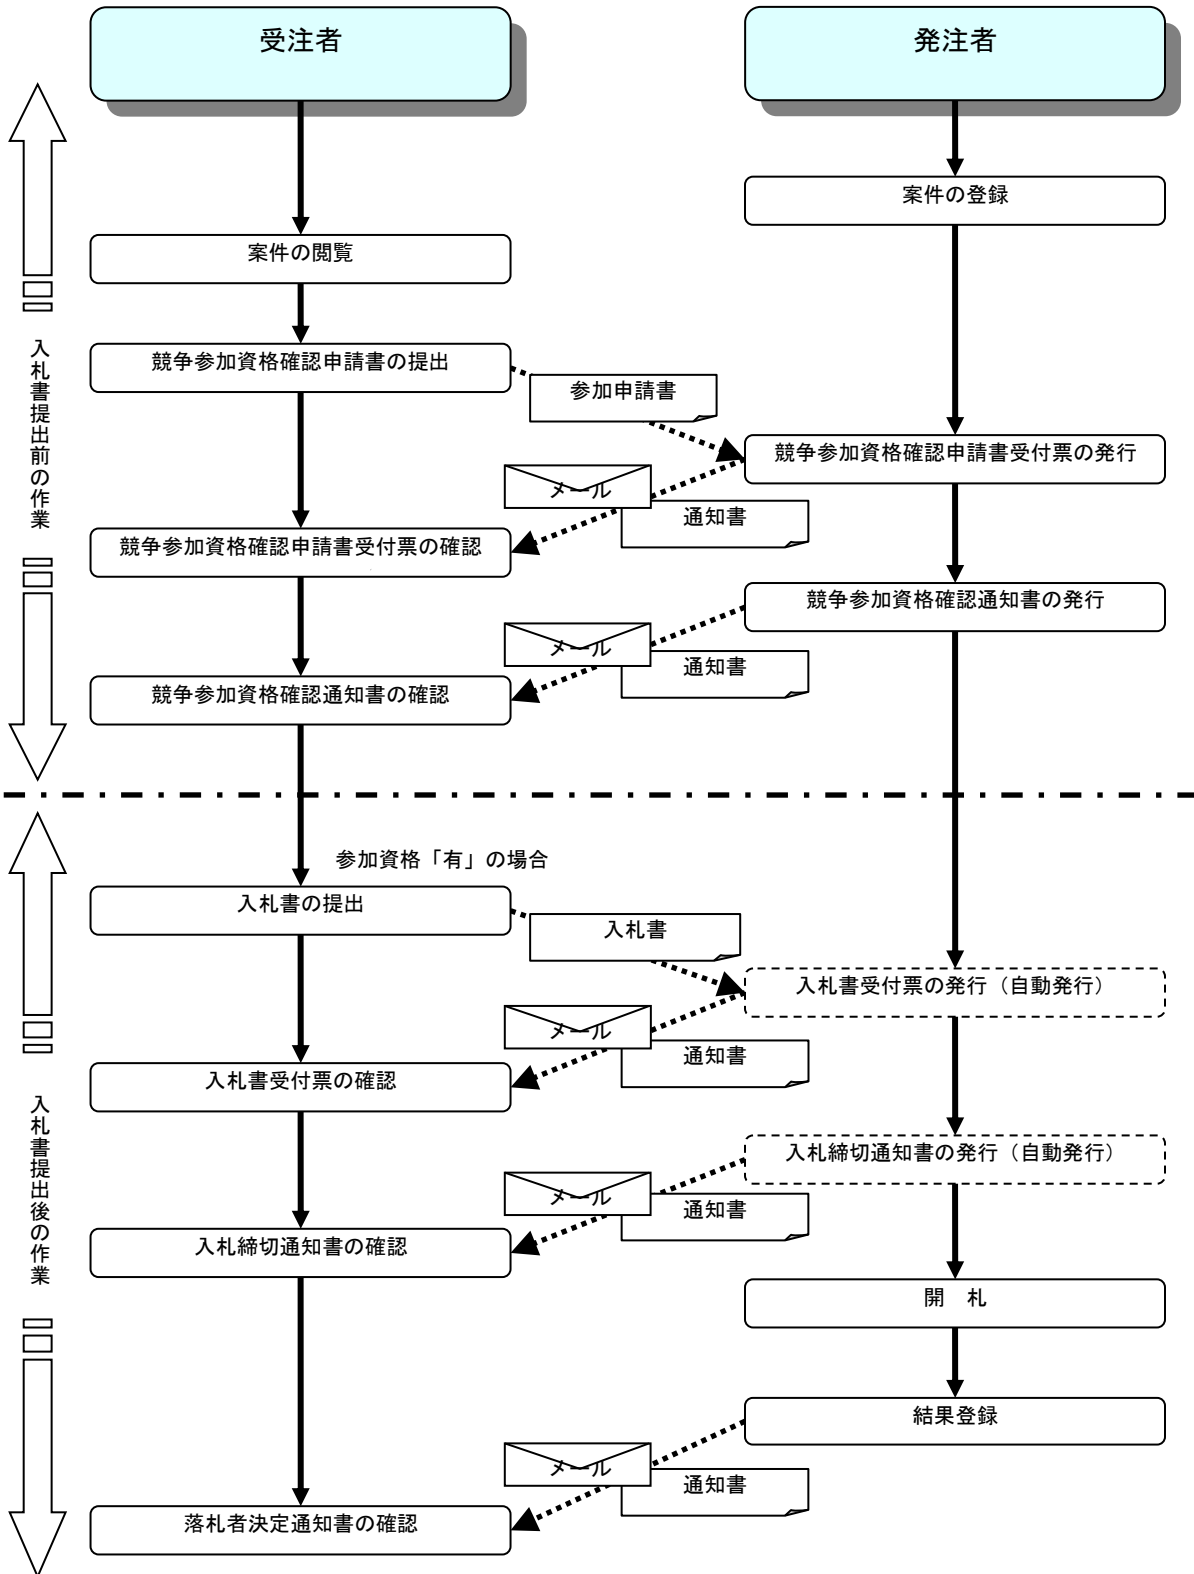 受注者
発注者
案件の登録
案件の閲覧
競争参加資格確認申請書の提出
参加申請書
競争参加資格確認申請書受付票の発行
メール
通知書
競争参加資格確認申請書受付票の確認
競争参加資格確認通知書の発行
メール
通知書
競争参加資格確認通知書の確認
入札書提出前の作業
参加資格「有」の場合
入札書の提出
入札書
入札書受付票の発行（自動発行）
メール
通知書
入札書受付票の確認
入札締切通知書の発行（自動発行）
メール
通知書
入札締切通知書の確認
入札書提出後の作業
開　札
結果登録
メール
通知書
落札者決定通知書の確認